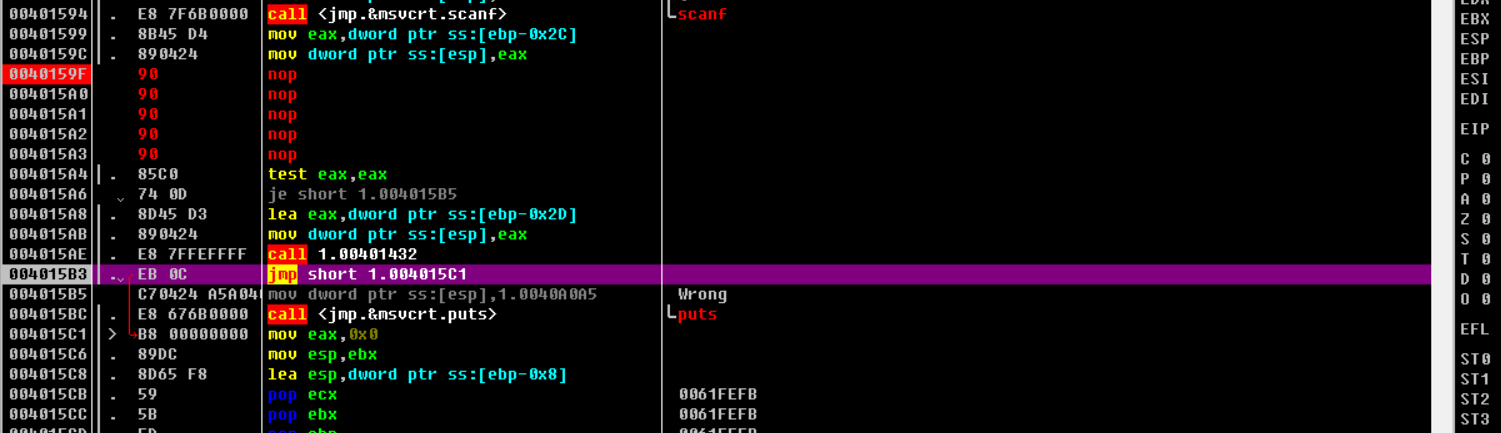 00401594 . E8 7F6B0000 call <jmp.&msvcrt.scanf> scanf
00401599 . 8B45 D4 mov eax,dword ptr ss:[ebp-0x2C] EBX
0040159C . 890424 mov dword ptr ss:[esp],eax ESP
0040159F 90 nop EBP
004015A0 90 nop ESI
004015A1 90 nop EDI
004015A2 90 nop EIP
004015A3 90 nop
004015A4 . 85C0 test eax,eax C 0
004015A6 74 0D je short 1.004015B5 P 0
004015A8 . 8D45 D3 lea eax,dword ptr ss:[ebp-0x2D] A 0
004015AB . 890424 mov dword ptr ss:[esp],eax Z 0
004015AE . E8 7FFEFFFF call 1.00401432 S 0
004015B3 . EB 0C jmp short 1.004015C1 T 0
004015B5 C70424 A5A04 mov dword ptr ss:[esp],1.0040A0A5 Wrong D 0
004015BC . E8 676B0000 call <jmp.&msvcrt.puts> puts O 0
004015C1 > B8 00000000 mov eax,0x0 EFL
004015C6 . 89DC mov esp,ebx ST0
004015C8 . 8D65 F8 lea esp,dword ptr ss:[ebp-0x8] ST1
004015CB . 59 pop ecx 0061FEFB ST2
004015CC . 5B pop ebx 0061FEFB ST3